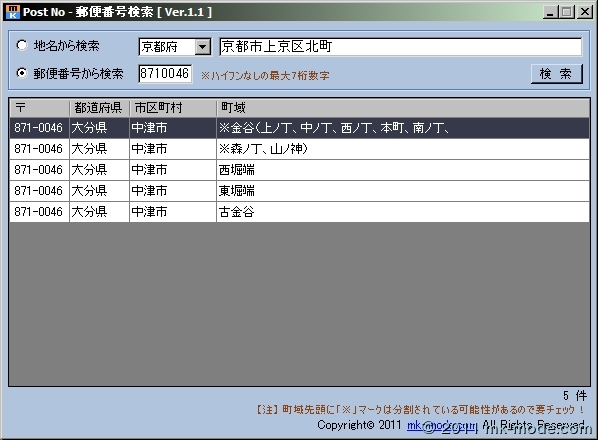 Post No - 郵便番号検索 [ Ver.1.1 ]
地名から検索 京都府 京都市上京区北町
郵便番号から検索 8710046 ※ハイフンなしの最大7桁数字 検 索
〒 都道府県 市区町村 町域
871-0046 大分県 中津市 ※金谷(上ノ丁、中ノ丁、西ノ丁、本町、南ノ丁、
871-0046 大分県 中津市 ※森ノ丁、山ノ神)
871-0046 大分県 中津市 西堀端
871-0046 大分県 中津市 東堀端
871-0046 大分県 中津市 古金谷
5 件
【注】 町域先頭に「※」マークは分割されている可能性があるので要チェック！
Copyright© 2011 mk-mode.com All Rights Reserved.
© 2011 mk-mode.com